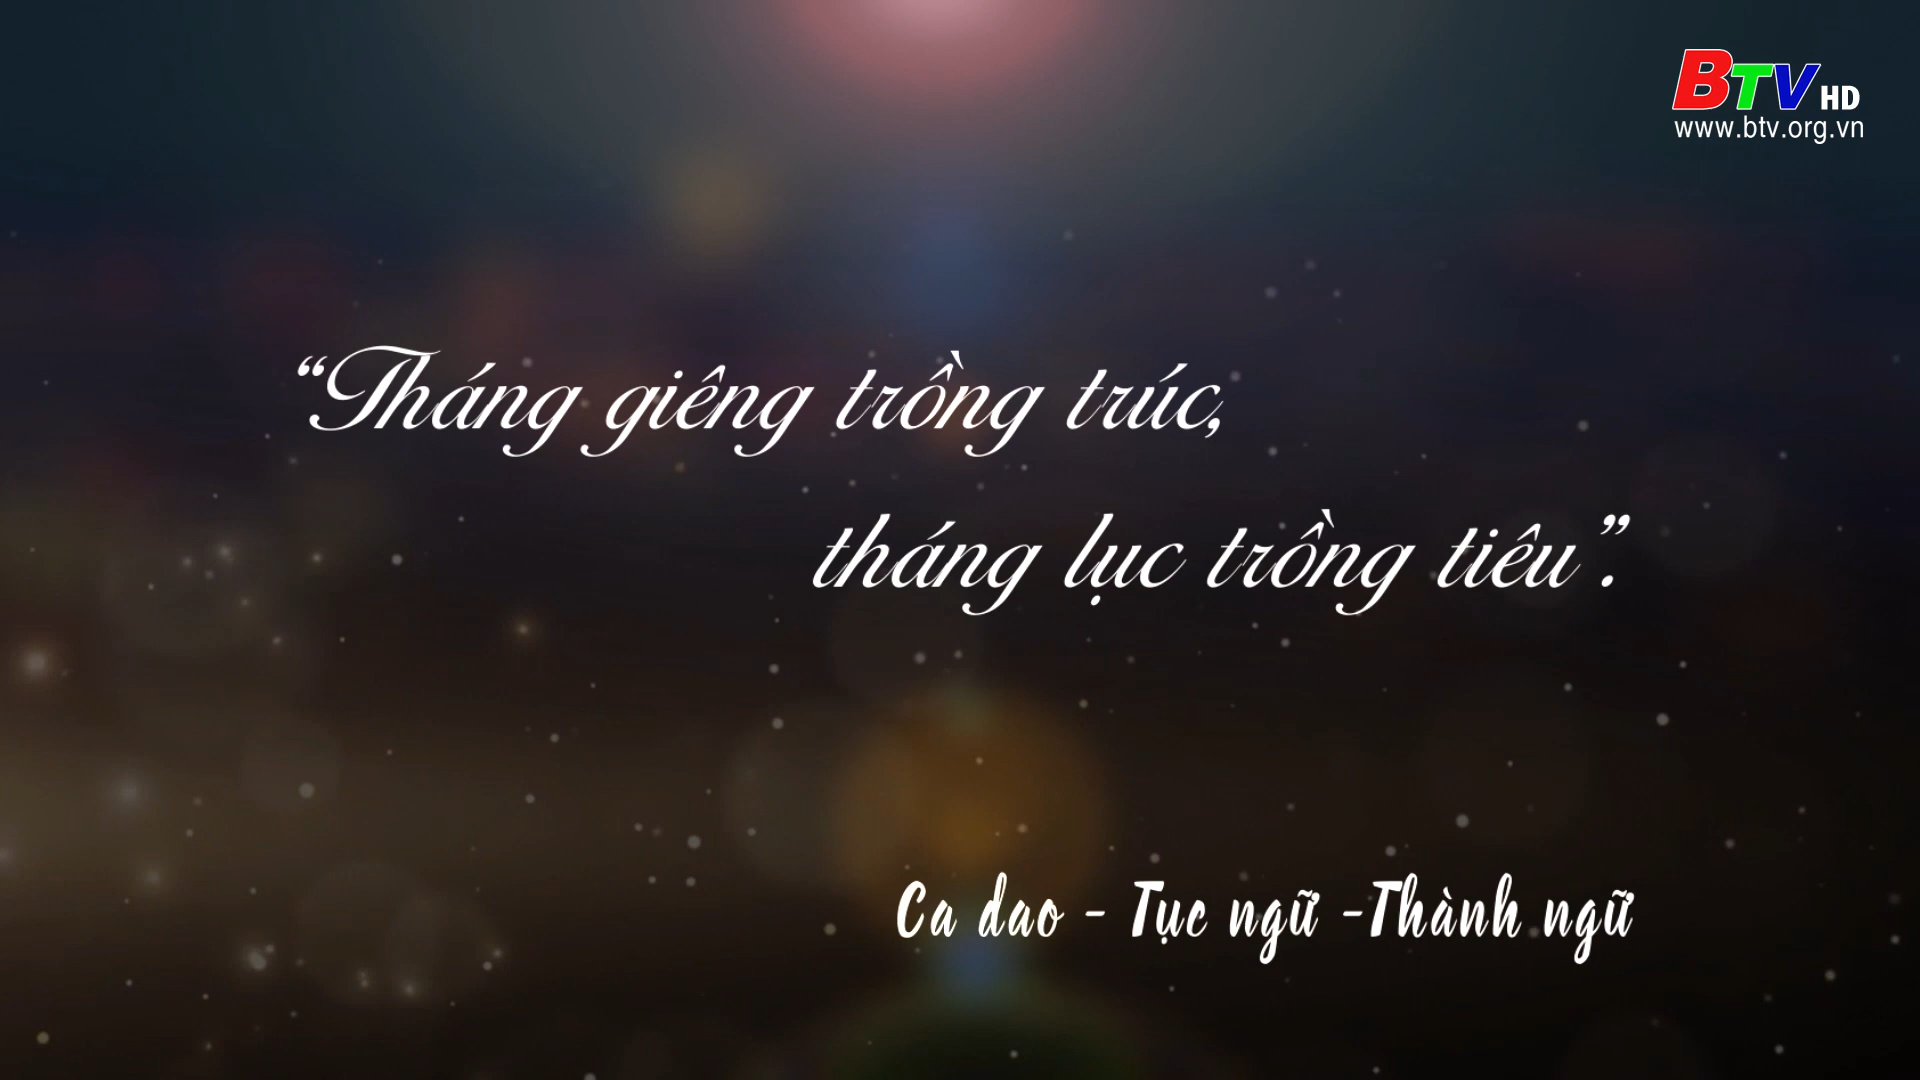 BTV HD
www.btv.org.vn
“Tháng giêng trồng trúc,
tháng lục trồng tiêu”.
Ca dao - Tục ngữ -Thành ngữ